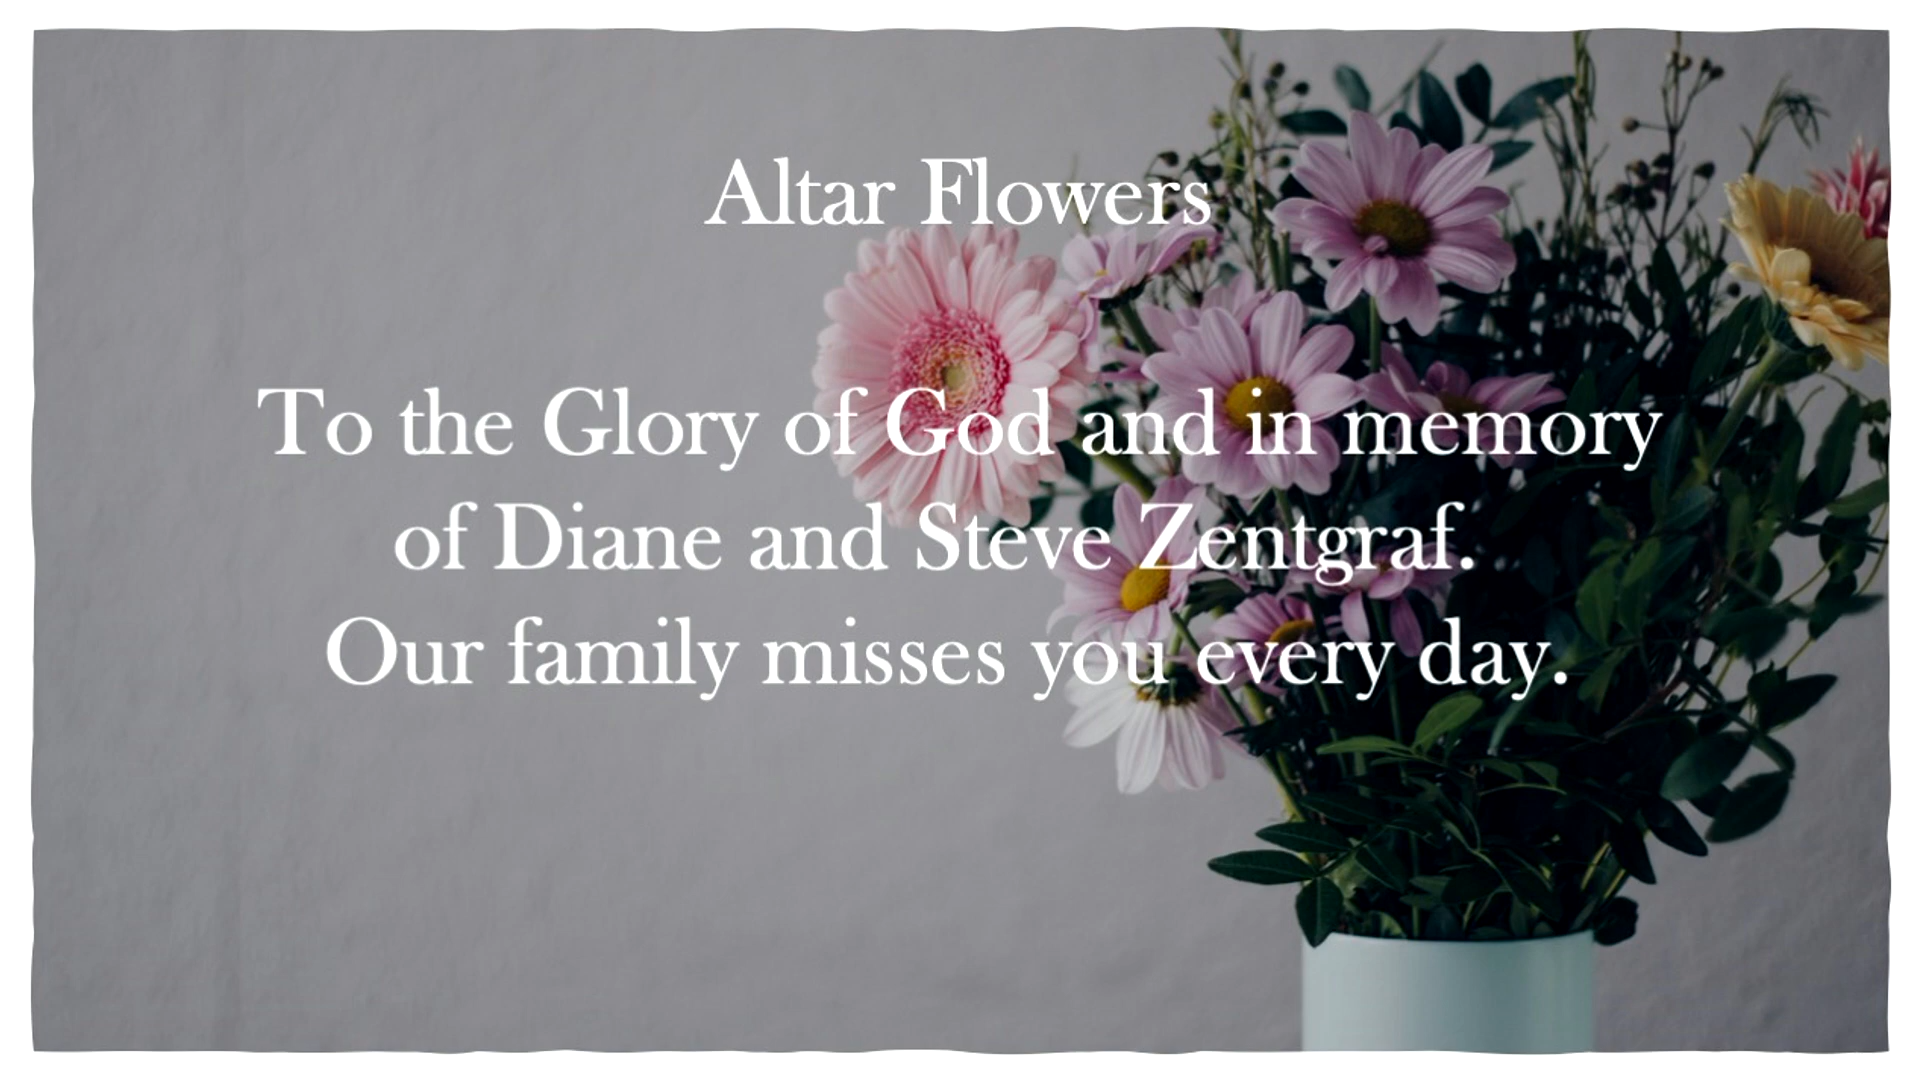 Altar Flowers
To the Glory of God and in memory
of Diane and Steve Zentgraf.
Our family misses you every day.